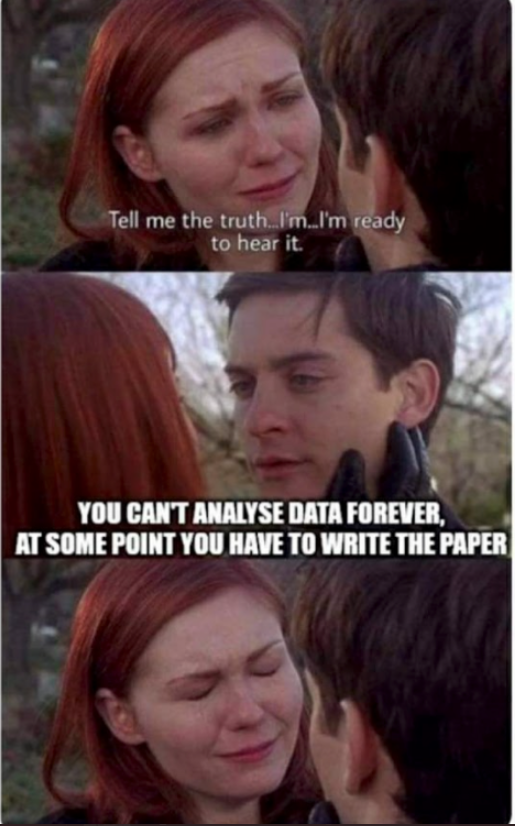 Tell me the truth...I'm...I'm ready
to hear it.
YOU CAN'T ANALYSE DATA FOREVER,
AT SOME POINT YOU HAVE TO WRITE THE PAPER